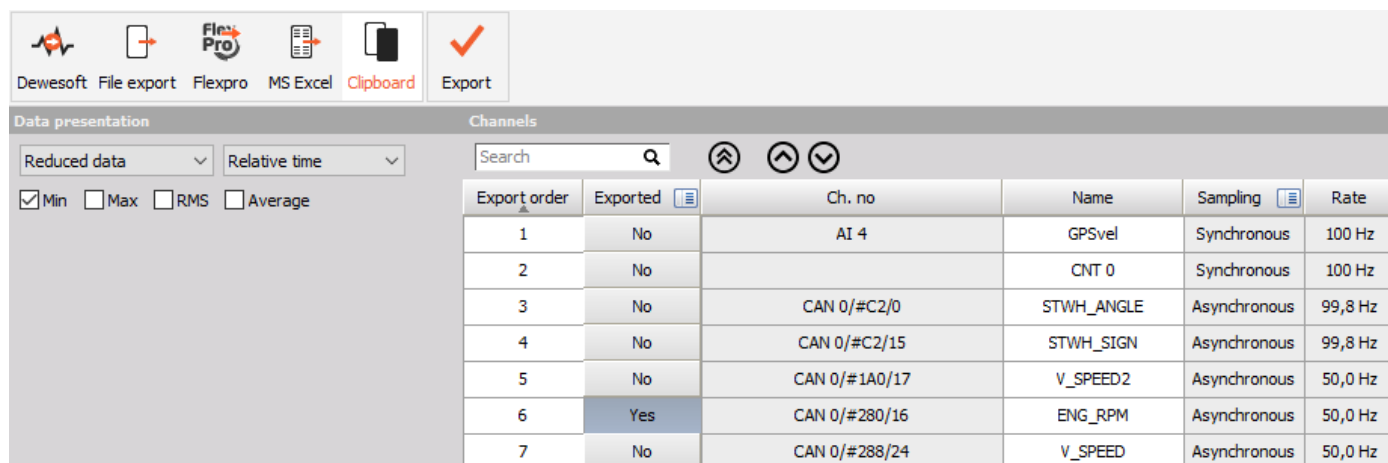 Flex
Pro
Dewesoft File export Flexpro MS Excel Clipboard Export
Data presentation Channels
Reduced data Relative time Search
Min Max RMS Average
Export order Exported Ch. no Name Sampling Rate
1 No AI 4 GPSvel Synchronous 100 Hz
2 No CNT 0 Synchronous 100 Hz
3 No CAN 0/#C2/0 STWH_ANGLE Asynchronous 99,8 Hz
4 No CAN 0/#C2/15 STWH_SIGN Asynchronous 99,8 Hz
5 No CAN 0/#1A0/17 V_SPEED2 Asynchronous 50,0 Hz
6 Yes CAN 0/#280/16 ENG_RPM Asynchronous 50,0 Hz
7 No CAN 0/#288/24 V_SPEED Asynchronous 50,0 Hz